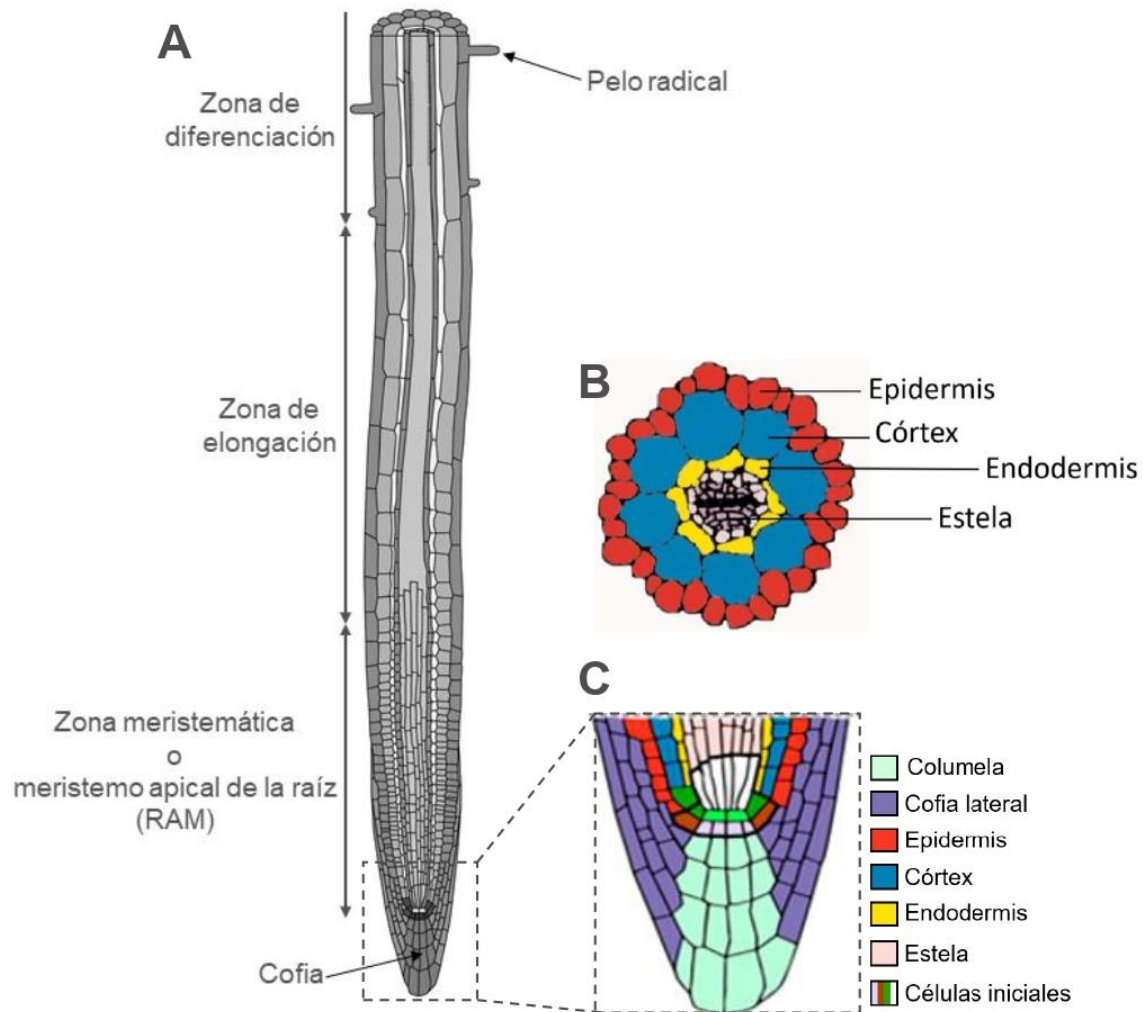 A
Pelo radical
Zona de
diferenciación
Zona de
elongación
Zona meristemática
o
meristemo apical de la raíz
(RAM)
Cofia
B
Epidermis
Córtex
Endodermis
Estela
C
Columela
Cofia lateral
Epidermis
Córtex
Endodermis
Estela
Células iniciales